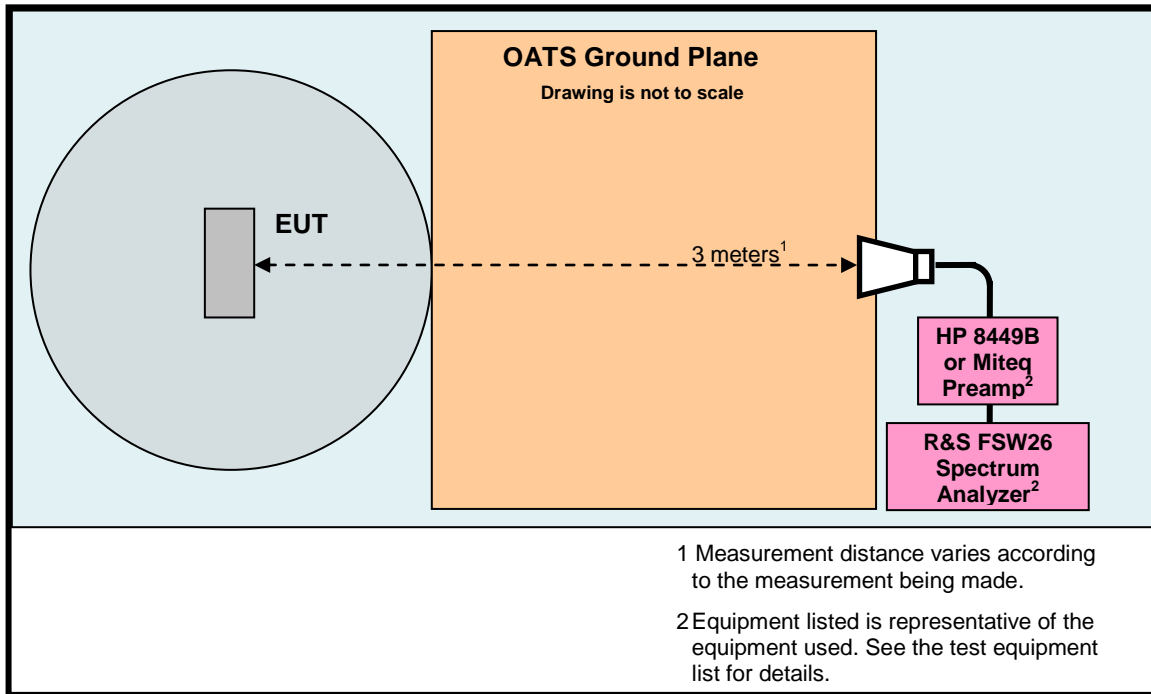 OATS Ground Plane
Drawing is not to scale
EUT
3 meters¹
HP 8449B
or Miteq
Preamp²
R&S FSW26
Spectrum
Analyzer²
1 Measurement distance varies according
to the measurement being made.
2 Equipment listed is representative of the
equipment used. See the test equipment
list for details.